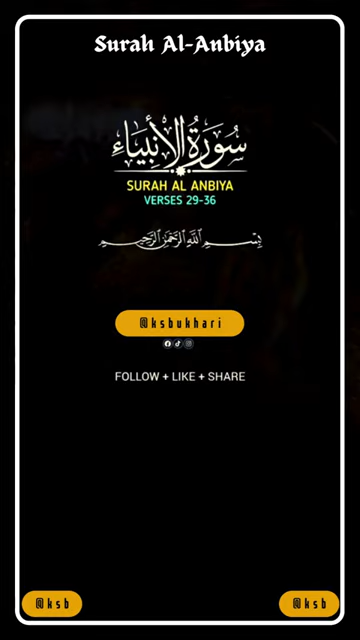 Surah Al-Anbiya
سُورَةُ الأَنْبِيَاءِ
SURAH AL ANBIYA
VERSES 29-36
بِسْمِ اللَّهِ الرَّحْمَٰنِ الرَّحِيمِ
@ksbukhari
FOLLOW + LIKE + SHARE
@ksb @ksb